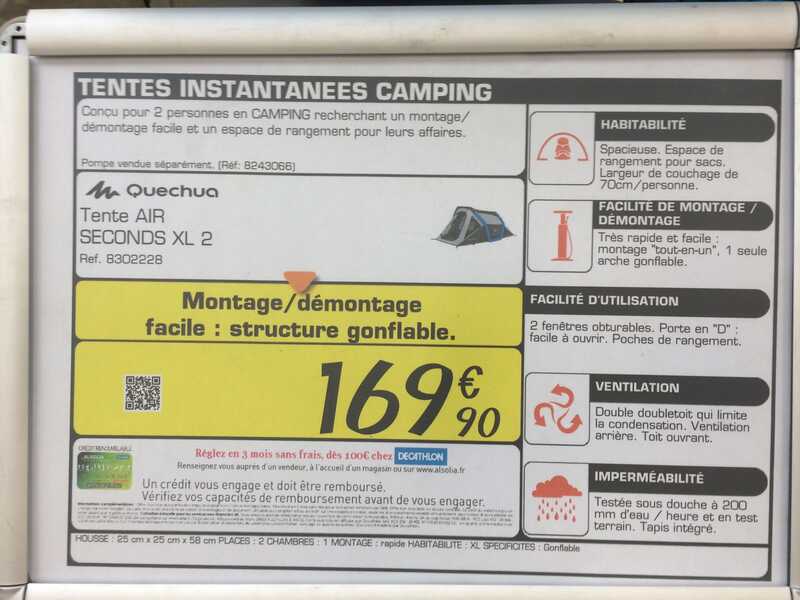 TENTES INSTANTANEES CAMPING
Conçu pour 2 personnes en CAMPING recherchant un montage/
démontage facile et un espace de rangement pour leurs affaires.
Pompe vendue séparément. (Réf: 8243066)
Quechua
Tente AIR
SECONDS XL 2
Ref. 8302228
Montage/démontage
facile : structure gonflable.
169€90
CREDIT RENOUVELABLE
ALSOLIA
Réglez en 3 mois sans frais, dès 100€ chez DECATHLON
Renseignez vous auprès d'un vendeur, à l'accueil d'un magasin ou sur www.alsolia.fr
Un crédit vous engage et doit être remboursé.
Vérifiez vos capacités de remboursement avant de vous engager.
HOUSSE : 25 cm x 25 cm x 58 cm PLACES : 2 CHAMBRES : 1 MONTAGE : rapide HABITABILITE : XL SPECIFICITES : Gonflable
HABITABILITÉ
Spacieuse. Espace de
rangement pour sacs.
Largeur de couchage de
70cm/personne.
FACILITÉ DE MONTAGE /
DÉMONTAGE
Très rapide et facile :
montage "tout-en-un", 1 seule
arche gonflable.
FACILITÉ D'UTILISATION
2 fenêtres obturables. Porte en "D" :
facile à ouvrir. Poches de rangement.
VENTILATION
Double doubletoit qui limite
la condensation. Ventilation
arrière. Toit ouvrant.
IMPERMÉABILITÉ
Testée sous douche à 200
mm d'eau / heure et en test
terrain. Tapis intégré.